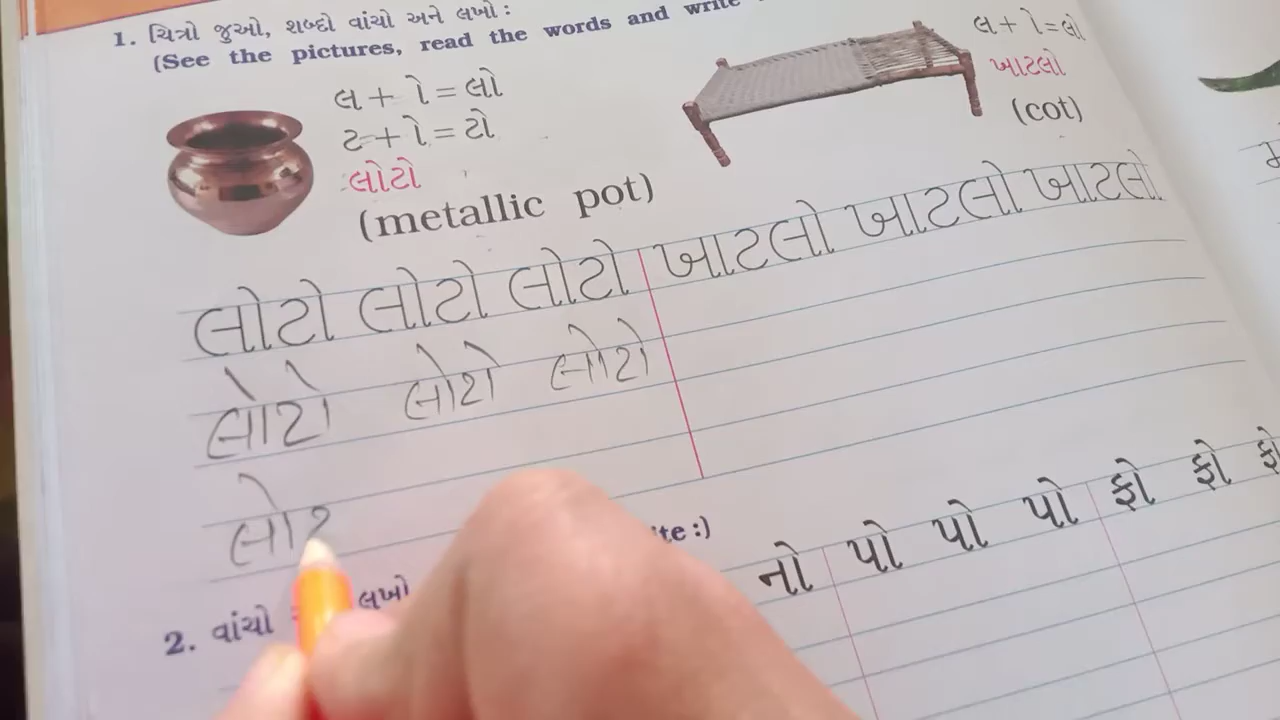 1. ચિત્રો જુઓ, શબ્દો વાંચો અને લખો :
(See the pictures, read the words and write
લ + ો = લો
ટ + ો = ટો
લોટો
(metallic pot)
લ + ો = લો
ખાટલો
(cot)
લોટો લોટો લોટો ખાટલો ખાટલો ખાટલો
લોટો લોટો લોટો
લોટ
2. વાંચો લખો
ite :)
નો પો પો પો ફો ફો ફો